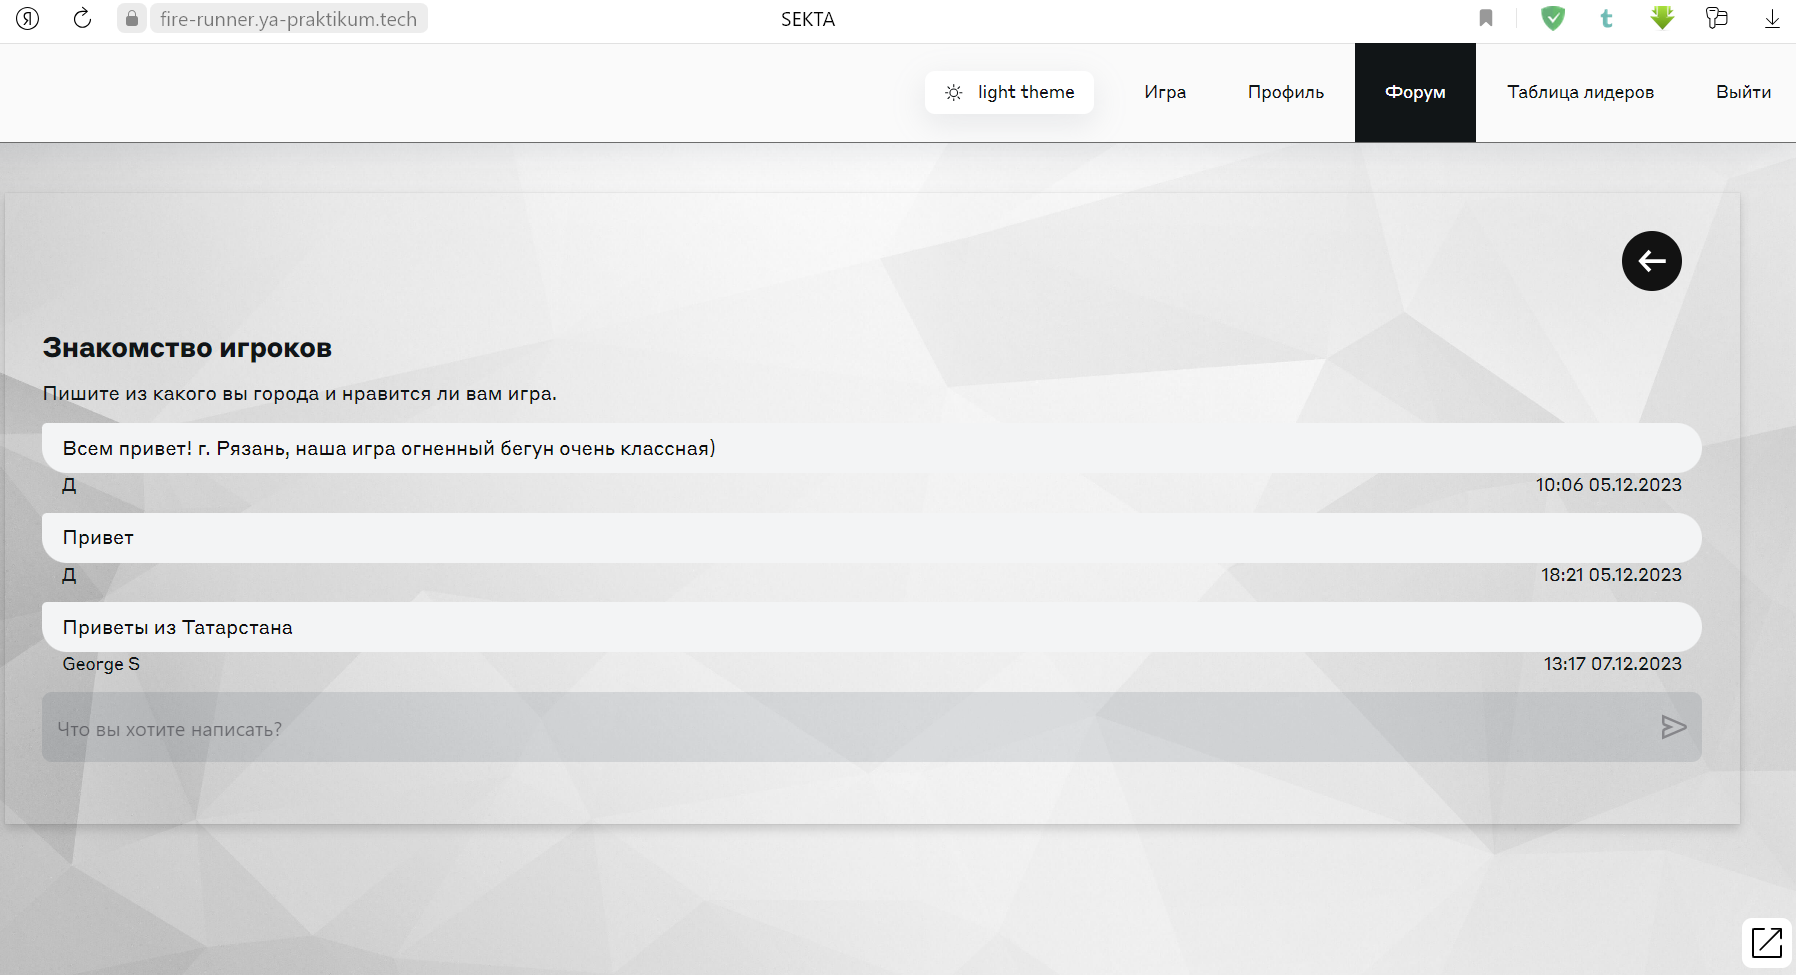 Я
fire-runner.ya-praktikum.tech
SEKTA
t
light theme
Игра
Профиль
Форум
Таблица лидеров
Выйти
Знакомство игроков
Пишите из какого вы города и нравится ли вам игра.
Всем привет! г. Рязань, наша игра огненный бегун очень классная)
Д 10:06 05.12.2023
Привет
Д 18:21 05.12.2023
Приветы из Татарстана
George S 13:17 07.12.2023
Что вы хотите написать?